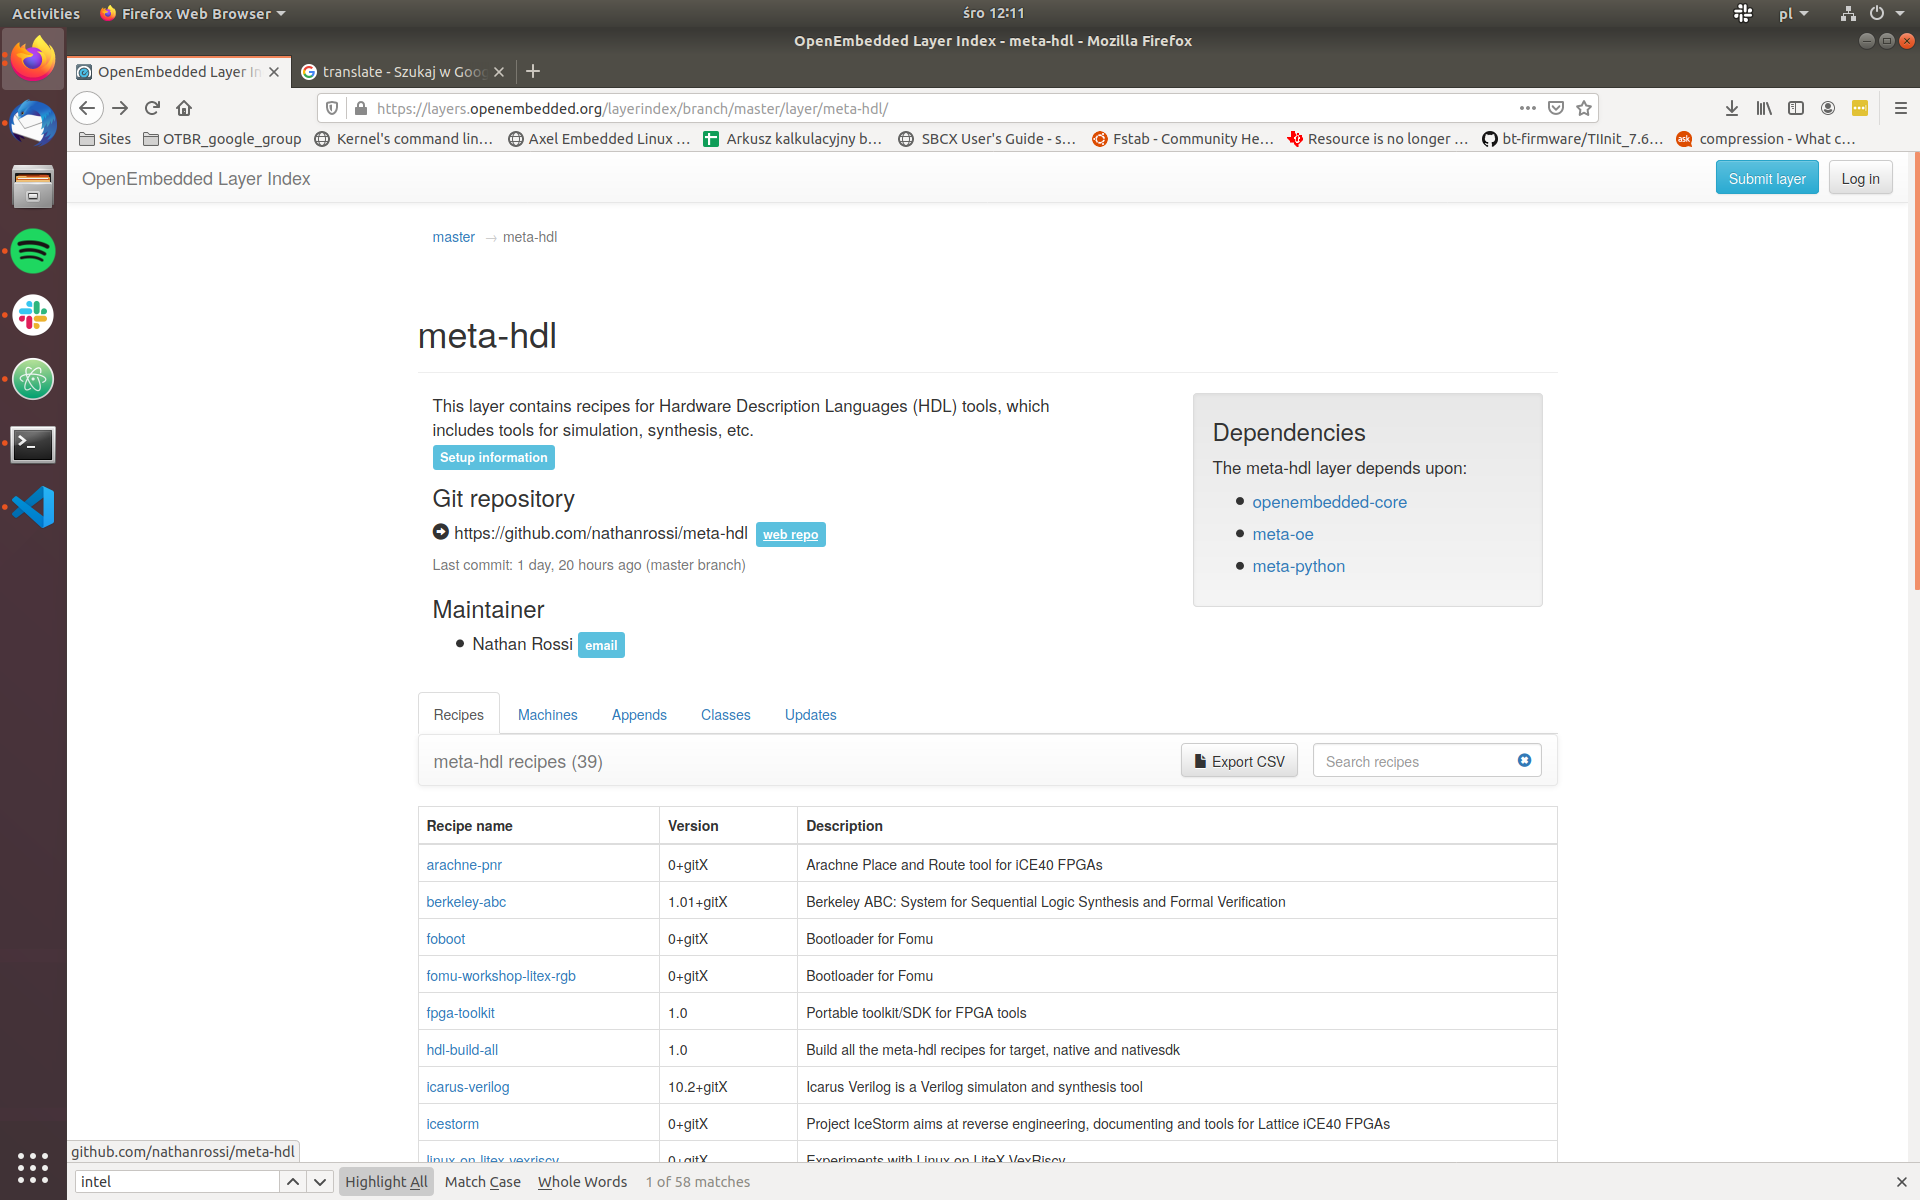 Activities Firefox Web Browser śro 12:11 pl
OpenEmbedded Layer Index - meta-hdl - Mozilla Firefox
OpenEmbedded Layer In translate - Szukaj w Goog
https://layers.openembedded.org/layerindex/branch/master/layer/meta-hdl/
Sites OTBR_google_group Kernel's command lin… Axel Embedded Linux … Arkusz kalkulacyjny b… SBCX User's Guide - s… Fstab - Community He… Resource is no longer … bt-firmware/TIInit_7.6… ask compression - What c…
OpenEmbedded Layer Index Submit layer Log in
master → meta-hdl
meta-hdl
This layer contains recipes for Hardware Description Languages (HDL) tools, which
includes tools for simulation, synthesis, etc.
Setup information
Git repository
https://github.com/nathanrossi/meta-hdl web repo
Last commit: 1 day, 20 hours ago (master branch)
Maintainer
Nathan Rossi email
Dependencies
The meta-hdl layer depends upon:
openembedded-core
meta-oe
meta-python
Recipes Machines Appends Classes Updates
meta-hdl recipes (39) Export CSV Search recipes
Recipe name Version Description
arachne-pnr 0+gitX Arachne Place and Route tool for iCE40 FPGAs
berkeley-abc 1.01+gitX Berkeley ABC: System for Sequential Logic Synthesis and Formal Verification
foboot 0+gitX Bootloader for Fomu
fomu-workshop-litex-rgb 0+gitX Bootloader for Fomu
fpga-toolkit 1.0 Portable toolkit/SDK for FPGA tools
hdl-build-all 1.0 Build all the meta-hdl recipes for target, native and nativesdk
icarus-verilog 10.2+gitX Icarus Verilog is a Verilog simulaton and synthesis tool
icestorm 0+gitX Project IceStorm aims at reverse engineering, documenting and tools for Lattice iCE40 FPGAs
linux-on-litex-vexriscv 0+gitX Experiments with Linux on LiteX VexRiscv
github.com/nathanrossi/meta-hdl
intel Highlight All Match Case Whole Words 1 of 58 matches